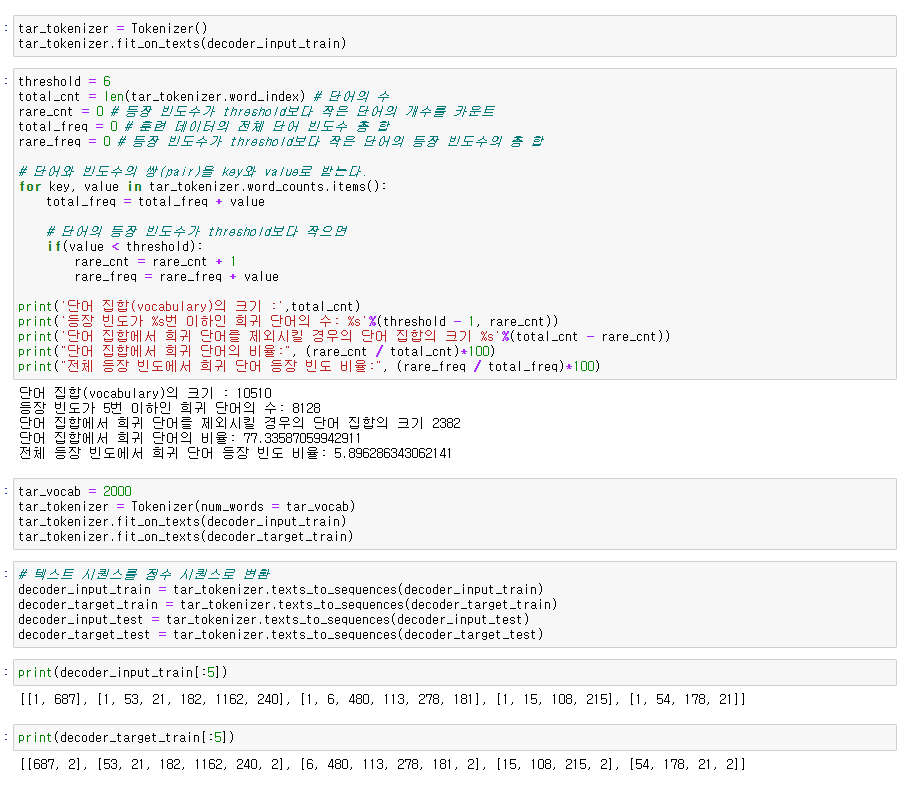 : tar_tokenizer = Tokenizer()
tar_tokenizer.fit_on_texts(decoder_input_train)
: threshold = 6
total_cnt = len(tar_tokenizer.word_index) # 단어의 수
rare_cnt = 0 # 등장 빈도수가 threshold보다 작은 단어의 개수를 카운트
total_freq = 0 # 훈련 데이터의 전체 단어 빈도수 총 합
rare_freq = 0 # 등장 빈도수가 threshold보다 작은 단어의 등장 빈도수의 총 합
# 단어와 빈도수의 쌍(pair)을 key와 value로 받는다.
for key, value in tar_tokenizer.word_counts.items():
total_freq = total_freq + value
# 단어의 등장 빈도수가 threshold보다 작으면
if(value < threshold):
rare_cnt = rare_cnt + 1
rare_freq = rare_freq + value
print('단어 집합(vocabulary)의 크기 :',total_cnt)
print('등장 빈도가 %s번 이하인 희귀 단어의 수: %s'%(threshold - 1, rare_cnt))
print('단어 집합에서 희귀 단어를 제외시킬 경우의 단어 집합의 크기 %s'%(total_cnt - rare_cnt))
print("단어 집합에서 희귀 단어의 비율:", (rare_cnt / total_cnt)*100)
print("전체 등장 빈도에서 희귀 단어 등장 빈도 비율:", (rare_freq / total_freq)*100)
단어 집합(vocabulary)의 크기 : 10510
등장 빈도가 5번 이하인 희귀 단어의 수: 8128
단어 집합에서 희귀 단어를 제외시킬 경우의 단어 집합의 크기 2382
단어 집합에서 희귀 단어의 비율: 77.33587059942911
전체 등장 빈도에서 희귀 단어 등장 빈도 비율: 5.896286343062141
: tar_vocab = 2000
tar_tokenizer = Tokenizer(num_words = tar_vocab)
tar_tokenizer.fit_on_texts(decoder_input_train)
tar_tokenizer.fit_on_texts(decoder_target_train)
: # 텍스트 시퀀스를 정수 시퀀스로 변환
decoder_input_train = tar_tokenizer.texts_to_sequences(decoder_input_train)
decoder_target_train = tar_tokenizer.texts_to_sequences(decoder_target_train)
decoder_input_test = tar_tokenizer.texts_to_sequences(decoder_input_test)
decoder_target_test = tar_tokenizer.texts_to_sequences(decoder_target_test)
: print(decoder_input_train[:5])
[[1, 687], [1, 53, 21, 182, 1162, 240], [1, 6, 480, 113, 278, 181], [1, 15, 108, 215], [1, 54, 178, 21]]
: print(decoder_target_train[:5])
[[687, 2], [53, 21, 182, 1162, 240, 2], [6, 480, 113, 278, 181, 2], [15, 108, 215, 2], [54, 178, 21, 2]]